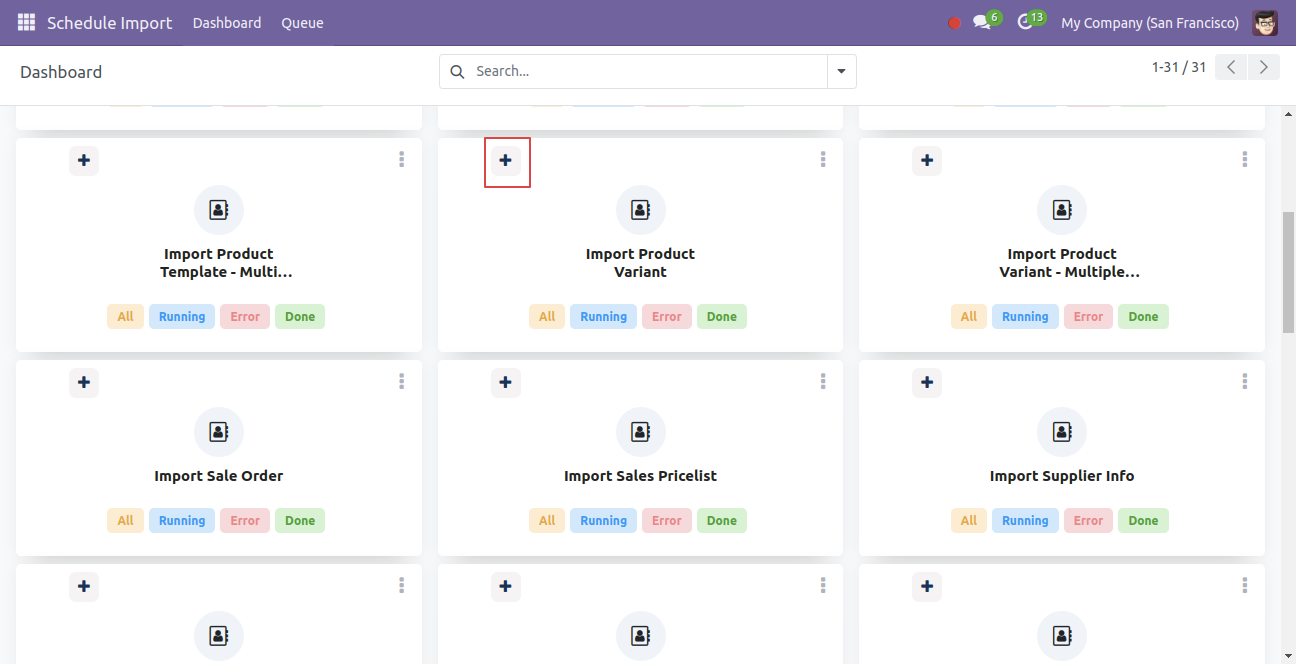 Schedule Import Dashboard Queue 6 13 My Company (San Francisco)
Dashboard Search... 1-31 / 31
Import Product Template - Multi...
All Running Error Done
Import Product Variant
All Running Error Done
Import Product Variant - Multiple...
All Running Error Done
Import Sale Order
All Running Error Done
Import Sales Pricelist
All Running Error Done
Import Supplier Info
All Running Error Done